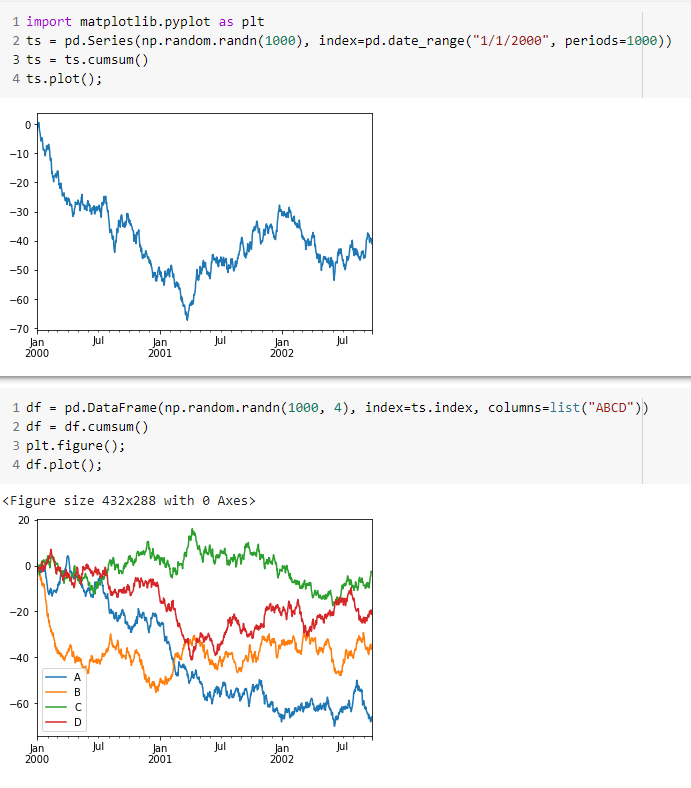 1 import matplotlib.pyplot as plt
2 ts = pd.Series(np.random.randn(1000), index=pd.date_range("1/1/2000", periods=1000))
3 ts = ts.cumsum()
4 ts.plot();
0
−10
−20
−30
−40
−50
−60
−70
Jan Jul Jan Jul Jan Jul
2000 2001 2002
1 df = pd.DataFrame(np.random.randn(1000, 4), index=ts.index, columns=list("ABCD"))
2 df = df.cumsum()
3 plt.figure();
4 df.plot();
<Figure size 432x288 with 0 Axes>
20
0
−20
−40
−60
A
B
C
D
Jan Jul Jan Jul Jan Jul
2000 2001 2002